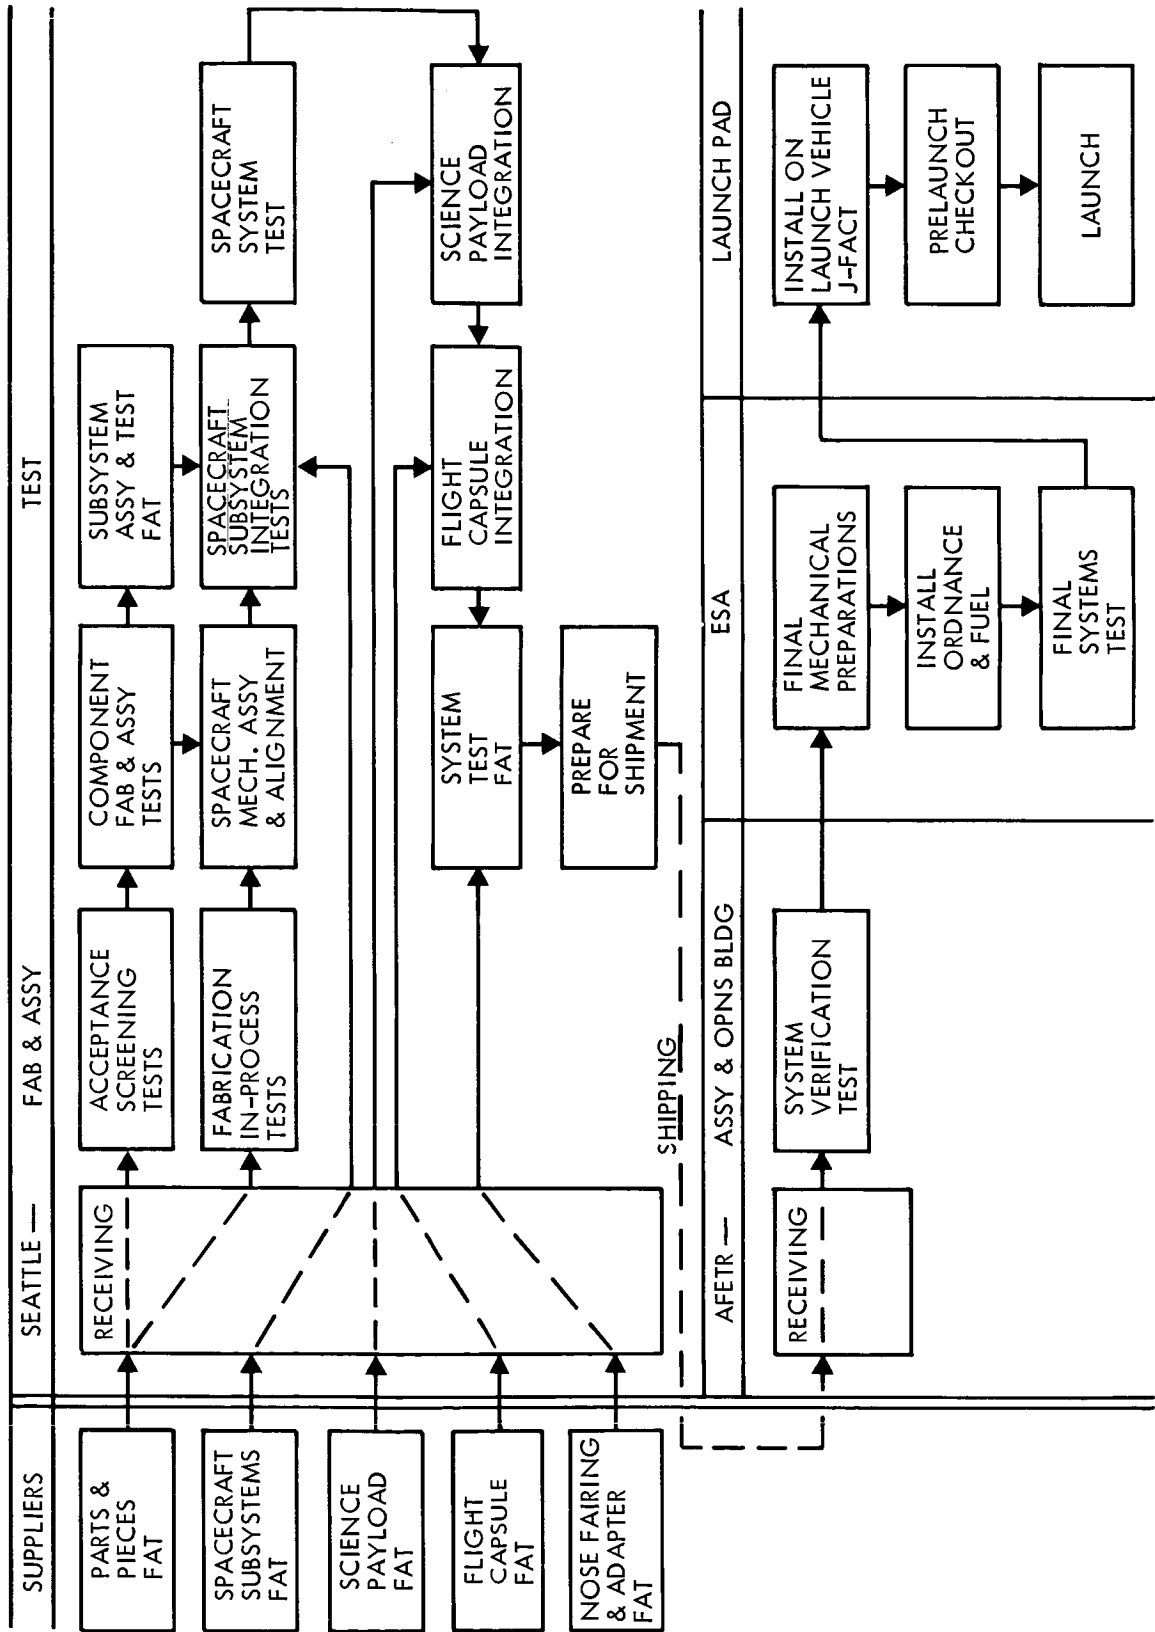 SUPPLIERS
SEATTLE —
FAB & ASSY
TEST
PARTS &
PIECES
FAT
SPACECRAFT
SUBSYSTEMS
FAT
SCIENCE
PAYLOAD
FAT
FLIGHT
CAPSULE
FAT
NOSE FAIRING
& ADAPTER
FAT
RECEIVING
ACCEPTANCE
SCREENING
TESTS
COMPONENT
FAB & ASSY
TESTS
SUBSYSTEM
ASSY & TEST
FAT
FABRICATION
IN-PROCESS
TESTS
SPACECRAFT
MECH. ASSY
& ALIGNMENT
SPACECRAFT
SUBSYSTEM
INTEGRATION
TESTS
SPACECRAFT
SYSTEM
TEST
SYSTEM
TEST
FAT
FLIGHT
CAPSULE
INTEGRATION
SCIENCE
PAYLOAD
INTEGRATION
PREPARE
FOR
SHIPMENT
SHIPPING
AFETR —
ASSY & OPNS BLDG
ESA
LAUNCH PAD
RECEIVING
SYSTEM
VERIFICATION
TEST
FINAL
MECHANICAL
PREPARATIONS
INSTALL
ORDNANCE
& FUEL
FINAL
SYSTEMS
TEST
INSTALL ON
LAUNCH VEHICLE
J-FACT
PRELAUNCH
CHECKOUT
LAUNCH